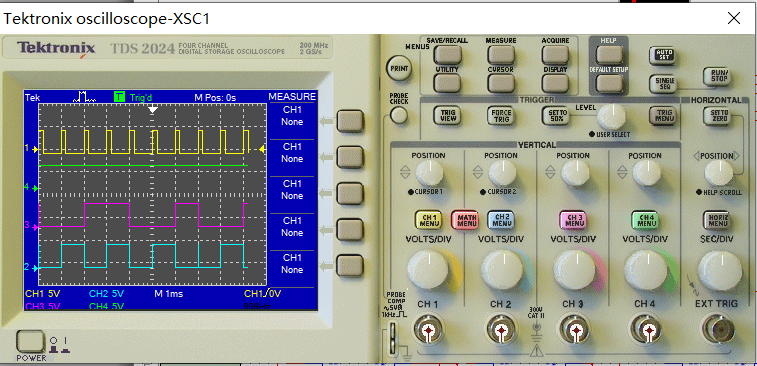 Tektronix oscilloscope-XSC1
Tektronix TDS 2024 FOUR CHANNEL DIGITAL STORAGE OSCILLOSCOPE 200 MHz 2 GS/s
Tek T Trig'd M Pos: 0s MEASURE
CH1
None
CH1
None
CH1
None
CH1
None
CH1
None
1
4
3
2
CH1 5V CH2 5V M 1ms CH1 / 0V
CH3 5V CH4 5V
POWER
MENUS
SAVE/RECALL MEASURE ACQUIRE HELP
AUTO SET
PRINT
UTILITY CURSOR DISPLAY DEFAULT SETUP
SINGLE SEQ
RUN/STOP
PROBE CHECK
TRIGGER
HORIZONTAL
TRIG VIEW
FORCE TRIG
SET TO 50%
LEVEL
USER SELECT
TRIG MENU
SET TO ZERO
VERTICAL
POSITION POSITION POSITION POSITION POSITION
CURSOR 1 CURSOR 2 HELP SCROLL
CH 1 MENU
MATH MENU
CH 2 MENU
CH 3 MENU
CH 4 MENU
HORIZ MENU
VOLTS/DIV VOLTS/DIV VOLTS/DIV VOLTS/DIV SEC/DIV
PROBE COMP
~5V
1kHz
CH 1 CH 2 300V CAT II CH 3 CH 4 EXT TRIG